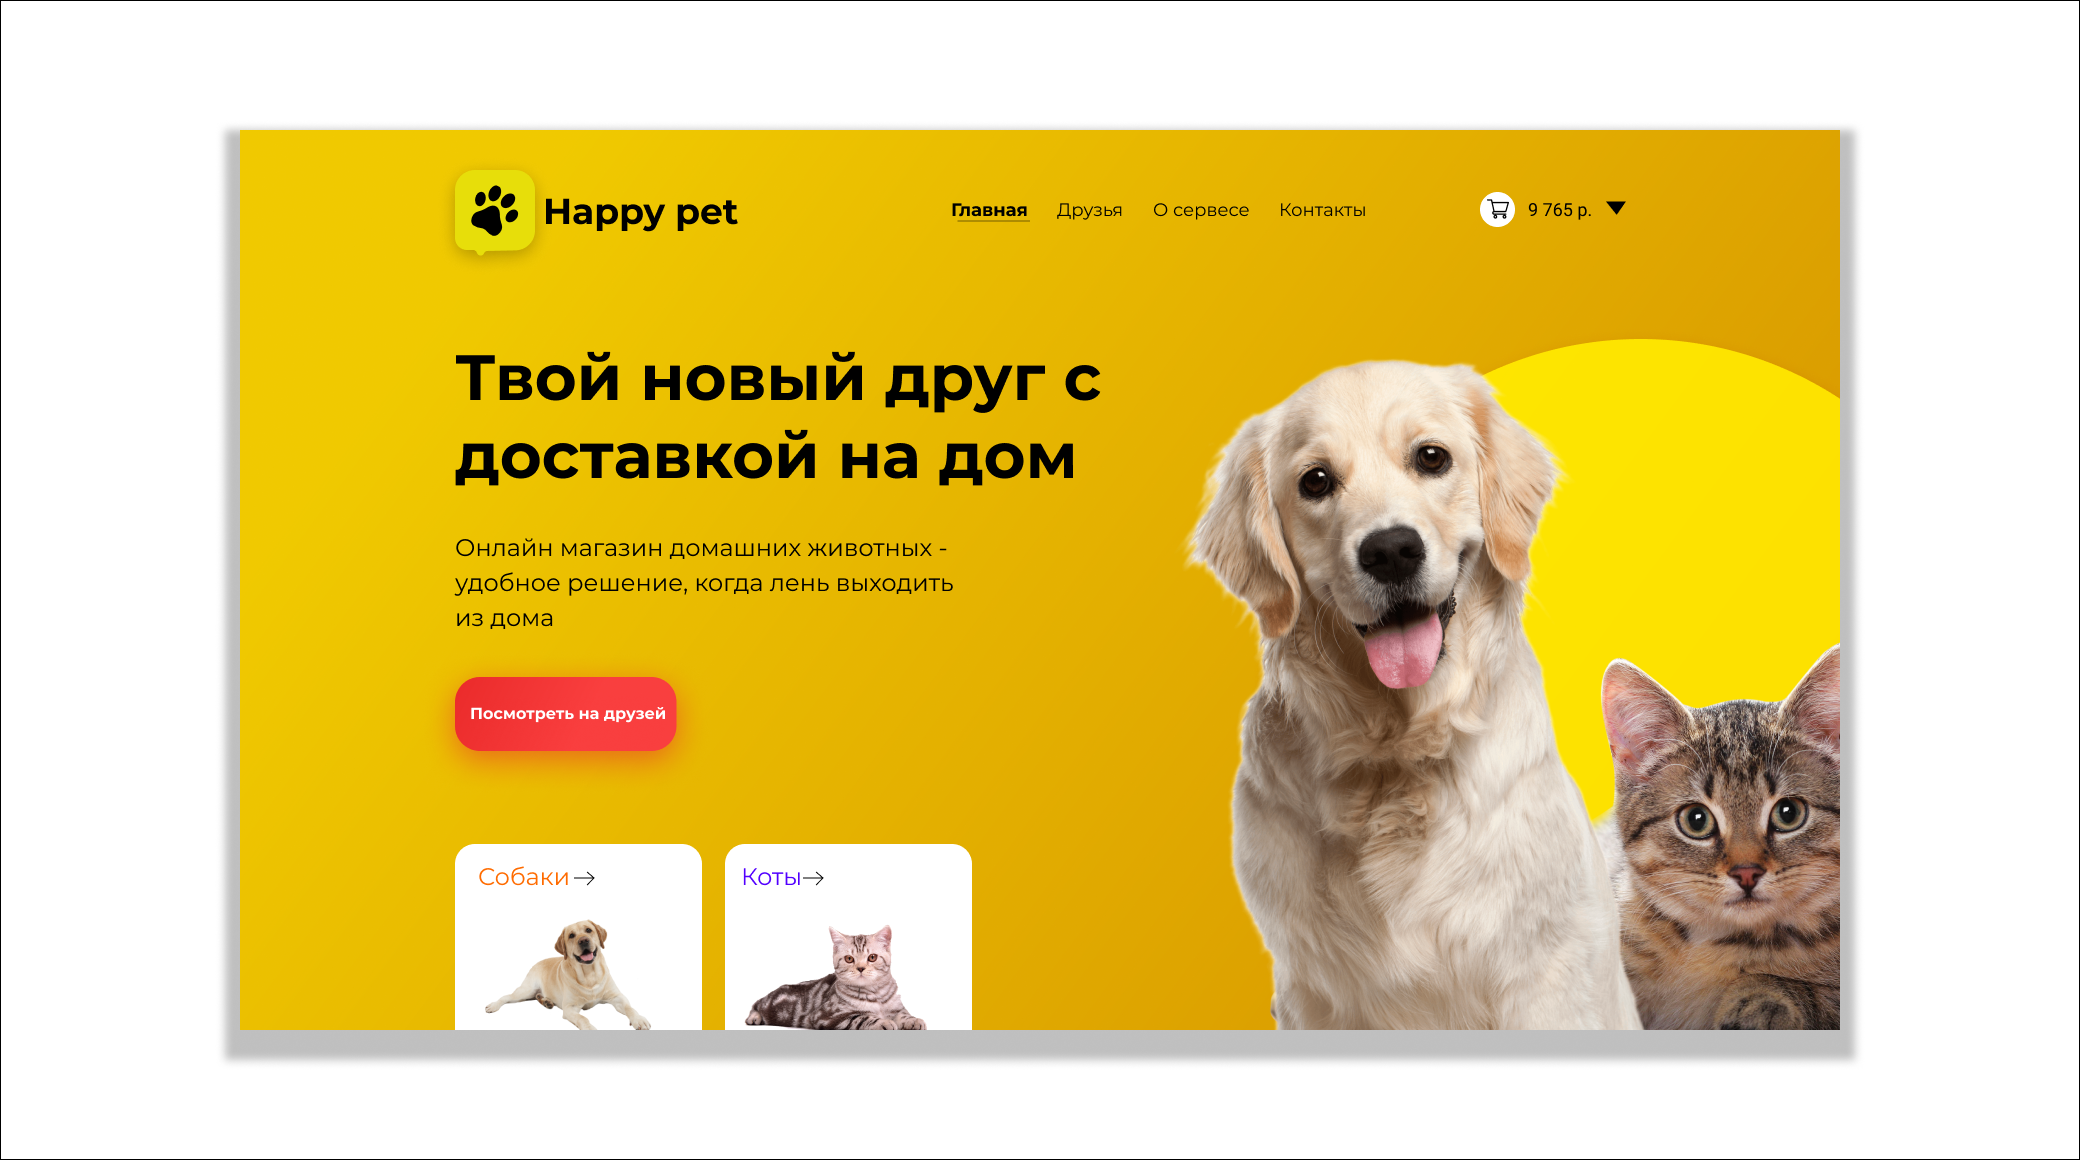 Happy pet
Главная Друзья О сервесе Контакты
9 765 р.
Твой новый друг с
доставкой на дом
Онлайн магазин домашних животных -
удобное решение, когда лень выходить
из дома
Посмотреть на друзей
Собаки
Коты